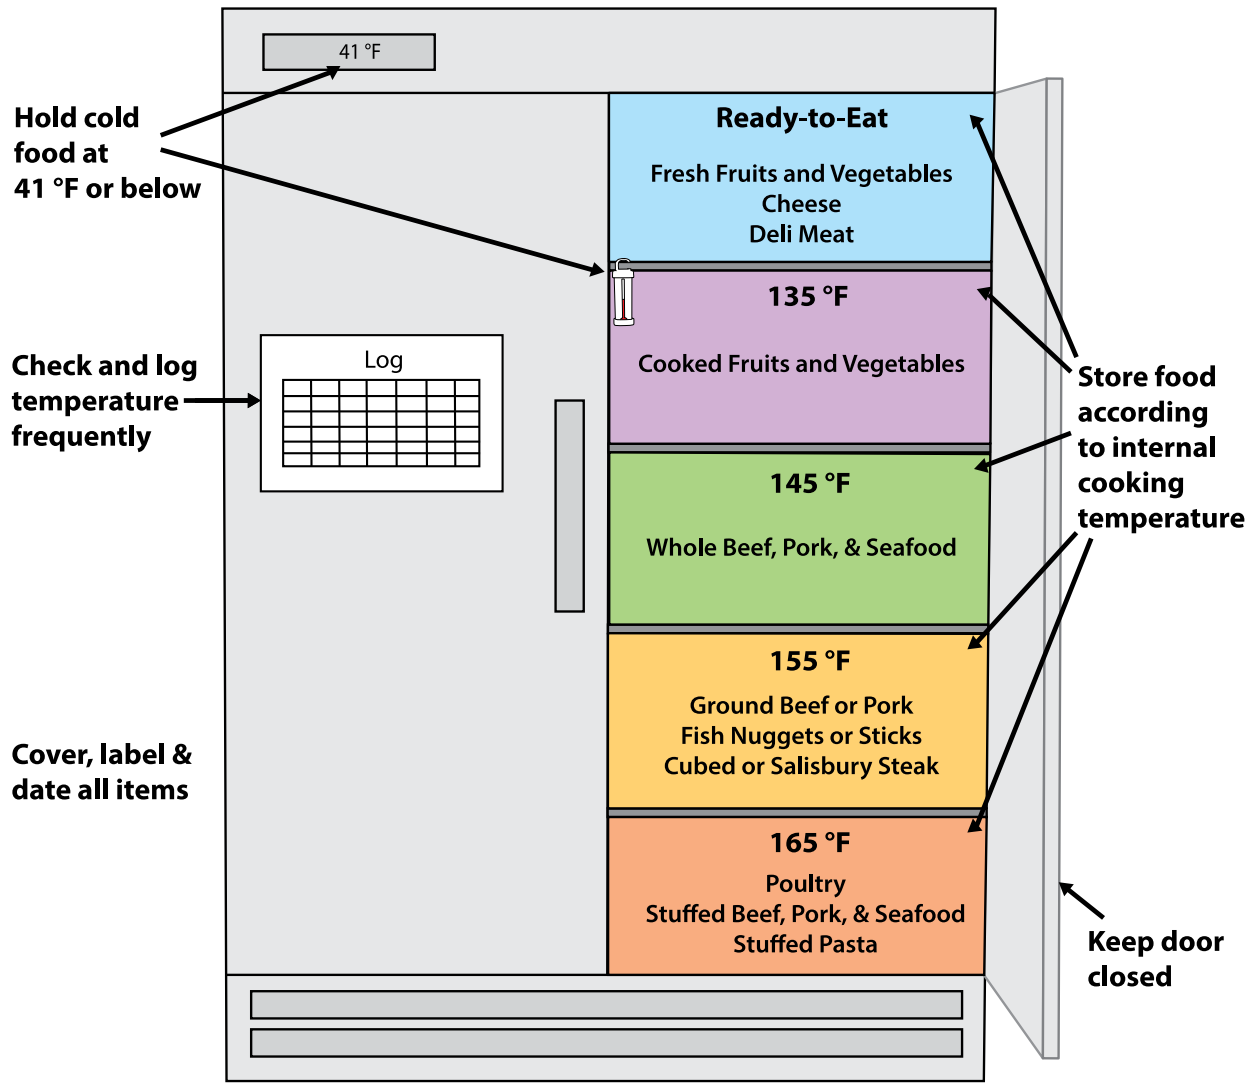 41 °F
Hold cold
food at
41 °F or below
Ready-to-Eat
Fresh Fruits and Vegetables
Cheese
Deli Meat
135 °F
Cooked Fruits and Vegetables
Check and log
temperature
frequently
Log
Store food
according
to internal
cooking
temperature
145 °F
Whole Beef, Pork, & Seafood
155 °F
Ground Beef or Pork
Fish Nuggets or Sticks
Cubed or Salisbury Steak
Cover, label &
date all items
165 °F
Poultry
Stuffed Beef, Pork, & Seafood
Stuffed Pasta
Keep door
closed